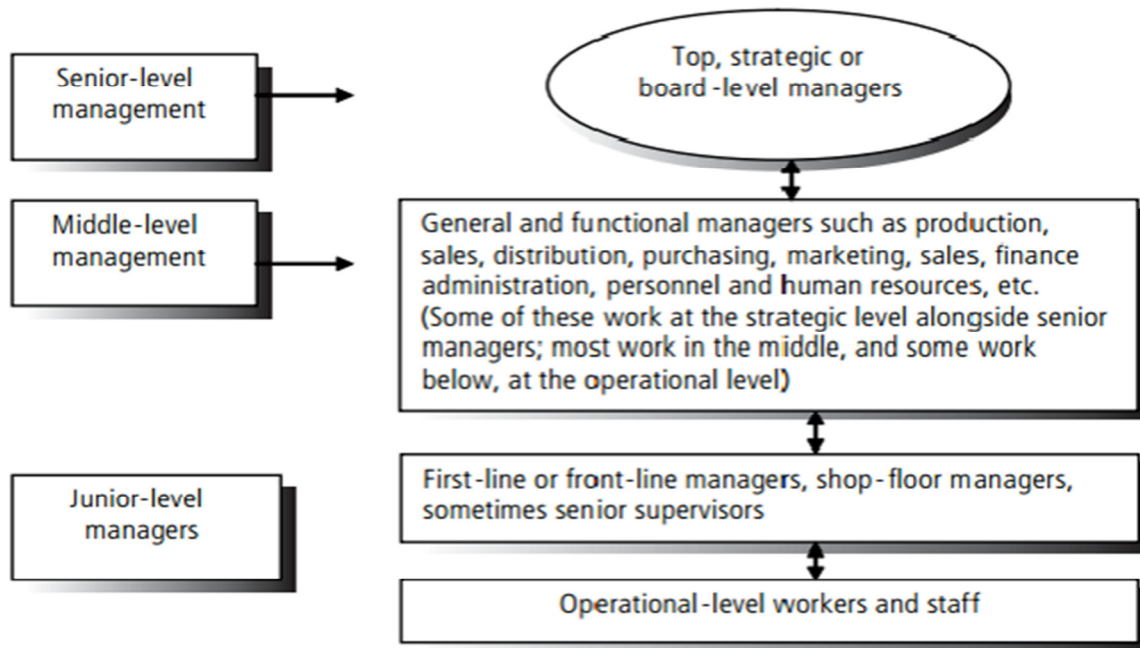 Senior-level
management
Top, strategic or
board-level managers
Middle-level
management
General and functional managers such as production,
sales, distribution, purchasing, marketing, sales, finance
administration, personnel and human resources, etc.
(Some of these work at the strategic level alongside senior
managers; most work in the middle, and some work
below, at the operational level)
Junior-level
managers
First-line or front-line managers, shop-floor managers,
sometimes senior supervisors
Operational-level workers and staff